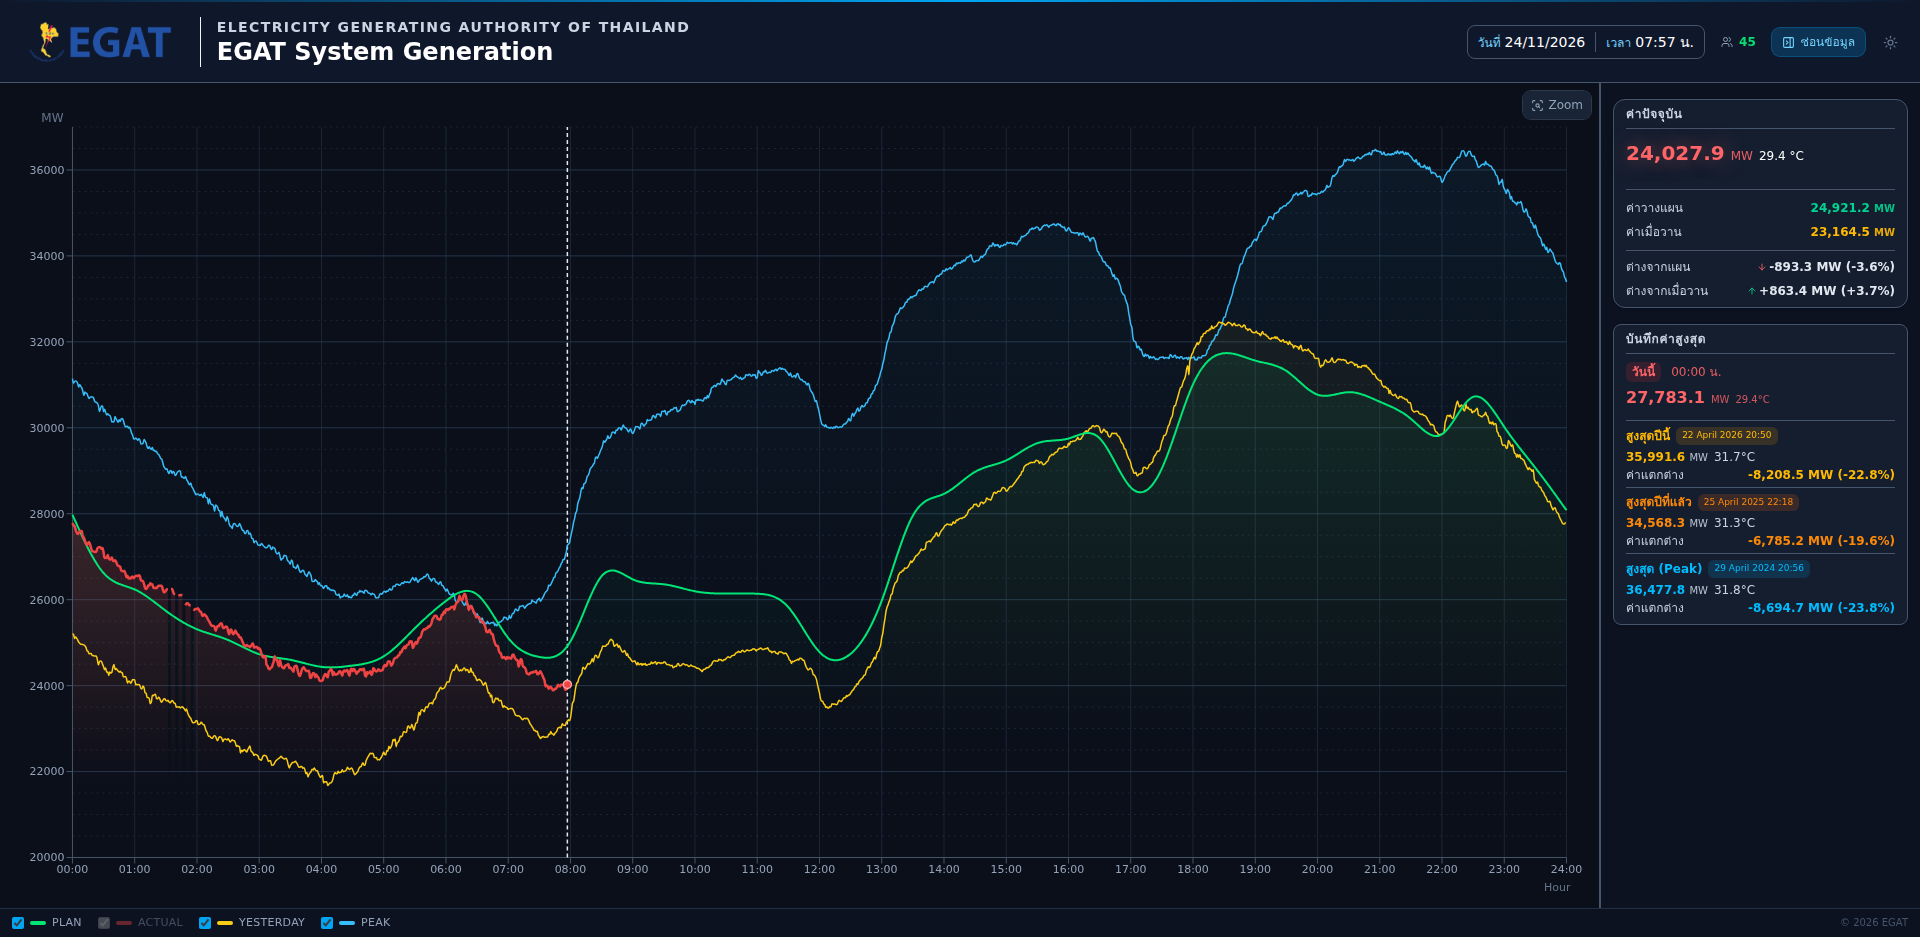 EGAT
ELECTRICITY GENERATING AUTHORITY OF THAILAND
EGAT System Generation
วันที่ 24/11/2026 เวลา 07:57 น.
45
ซ่อนข้อมูล
Zoom
MW
36000
34000
32000
30000
28000
26000
24000
22000
20000
00:00 01:00 02:00 03:00 04:00 05:00 06:00 07:00 08:00 09:00 10:00 11:00 12:00 13:00 14:00 15:00 16:00 17:00 18:00 19:00 20:00 21:00 22:00 23:00 24:00
Hour
ค่าปัจจุบัน
24,027.9 MW 29.4 °C
ค่าวางแผน 24,921.2 MW
ค่าเมื่อวาน 23,164.5 MW
ต่างจากแผน ↓ -893.3 MW (-3.6%)
ต่างจากเมื่อวาน ↑ +863.4 MW (+3.7%)
บันทึกค่าสูงสุด
วันนี้ 00:00 น.
27,783.1 MW 29.4°C
สูงสุดปีนี้ 22 April 2026 20:50
35,991.6 MW 31.7°C
ค่าแตกต่าง -8,208.5 MW (-22.8%)
สูงสุดปีที่แล้ว 25 April 2025 22:18
34,568.3 MW 31.3°C
ค่าแตกต่าง -6,785.2 MW (-19.6%)
สูงสุด (Peak) 29 April 2024 20:56
36,477.8 MW 31.8°C
ค่าแตกต่าง -8,694.7 MW (-23.8%)
PLAN ACTUAL YESTERDAY PEAK
© 2026 EGAT